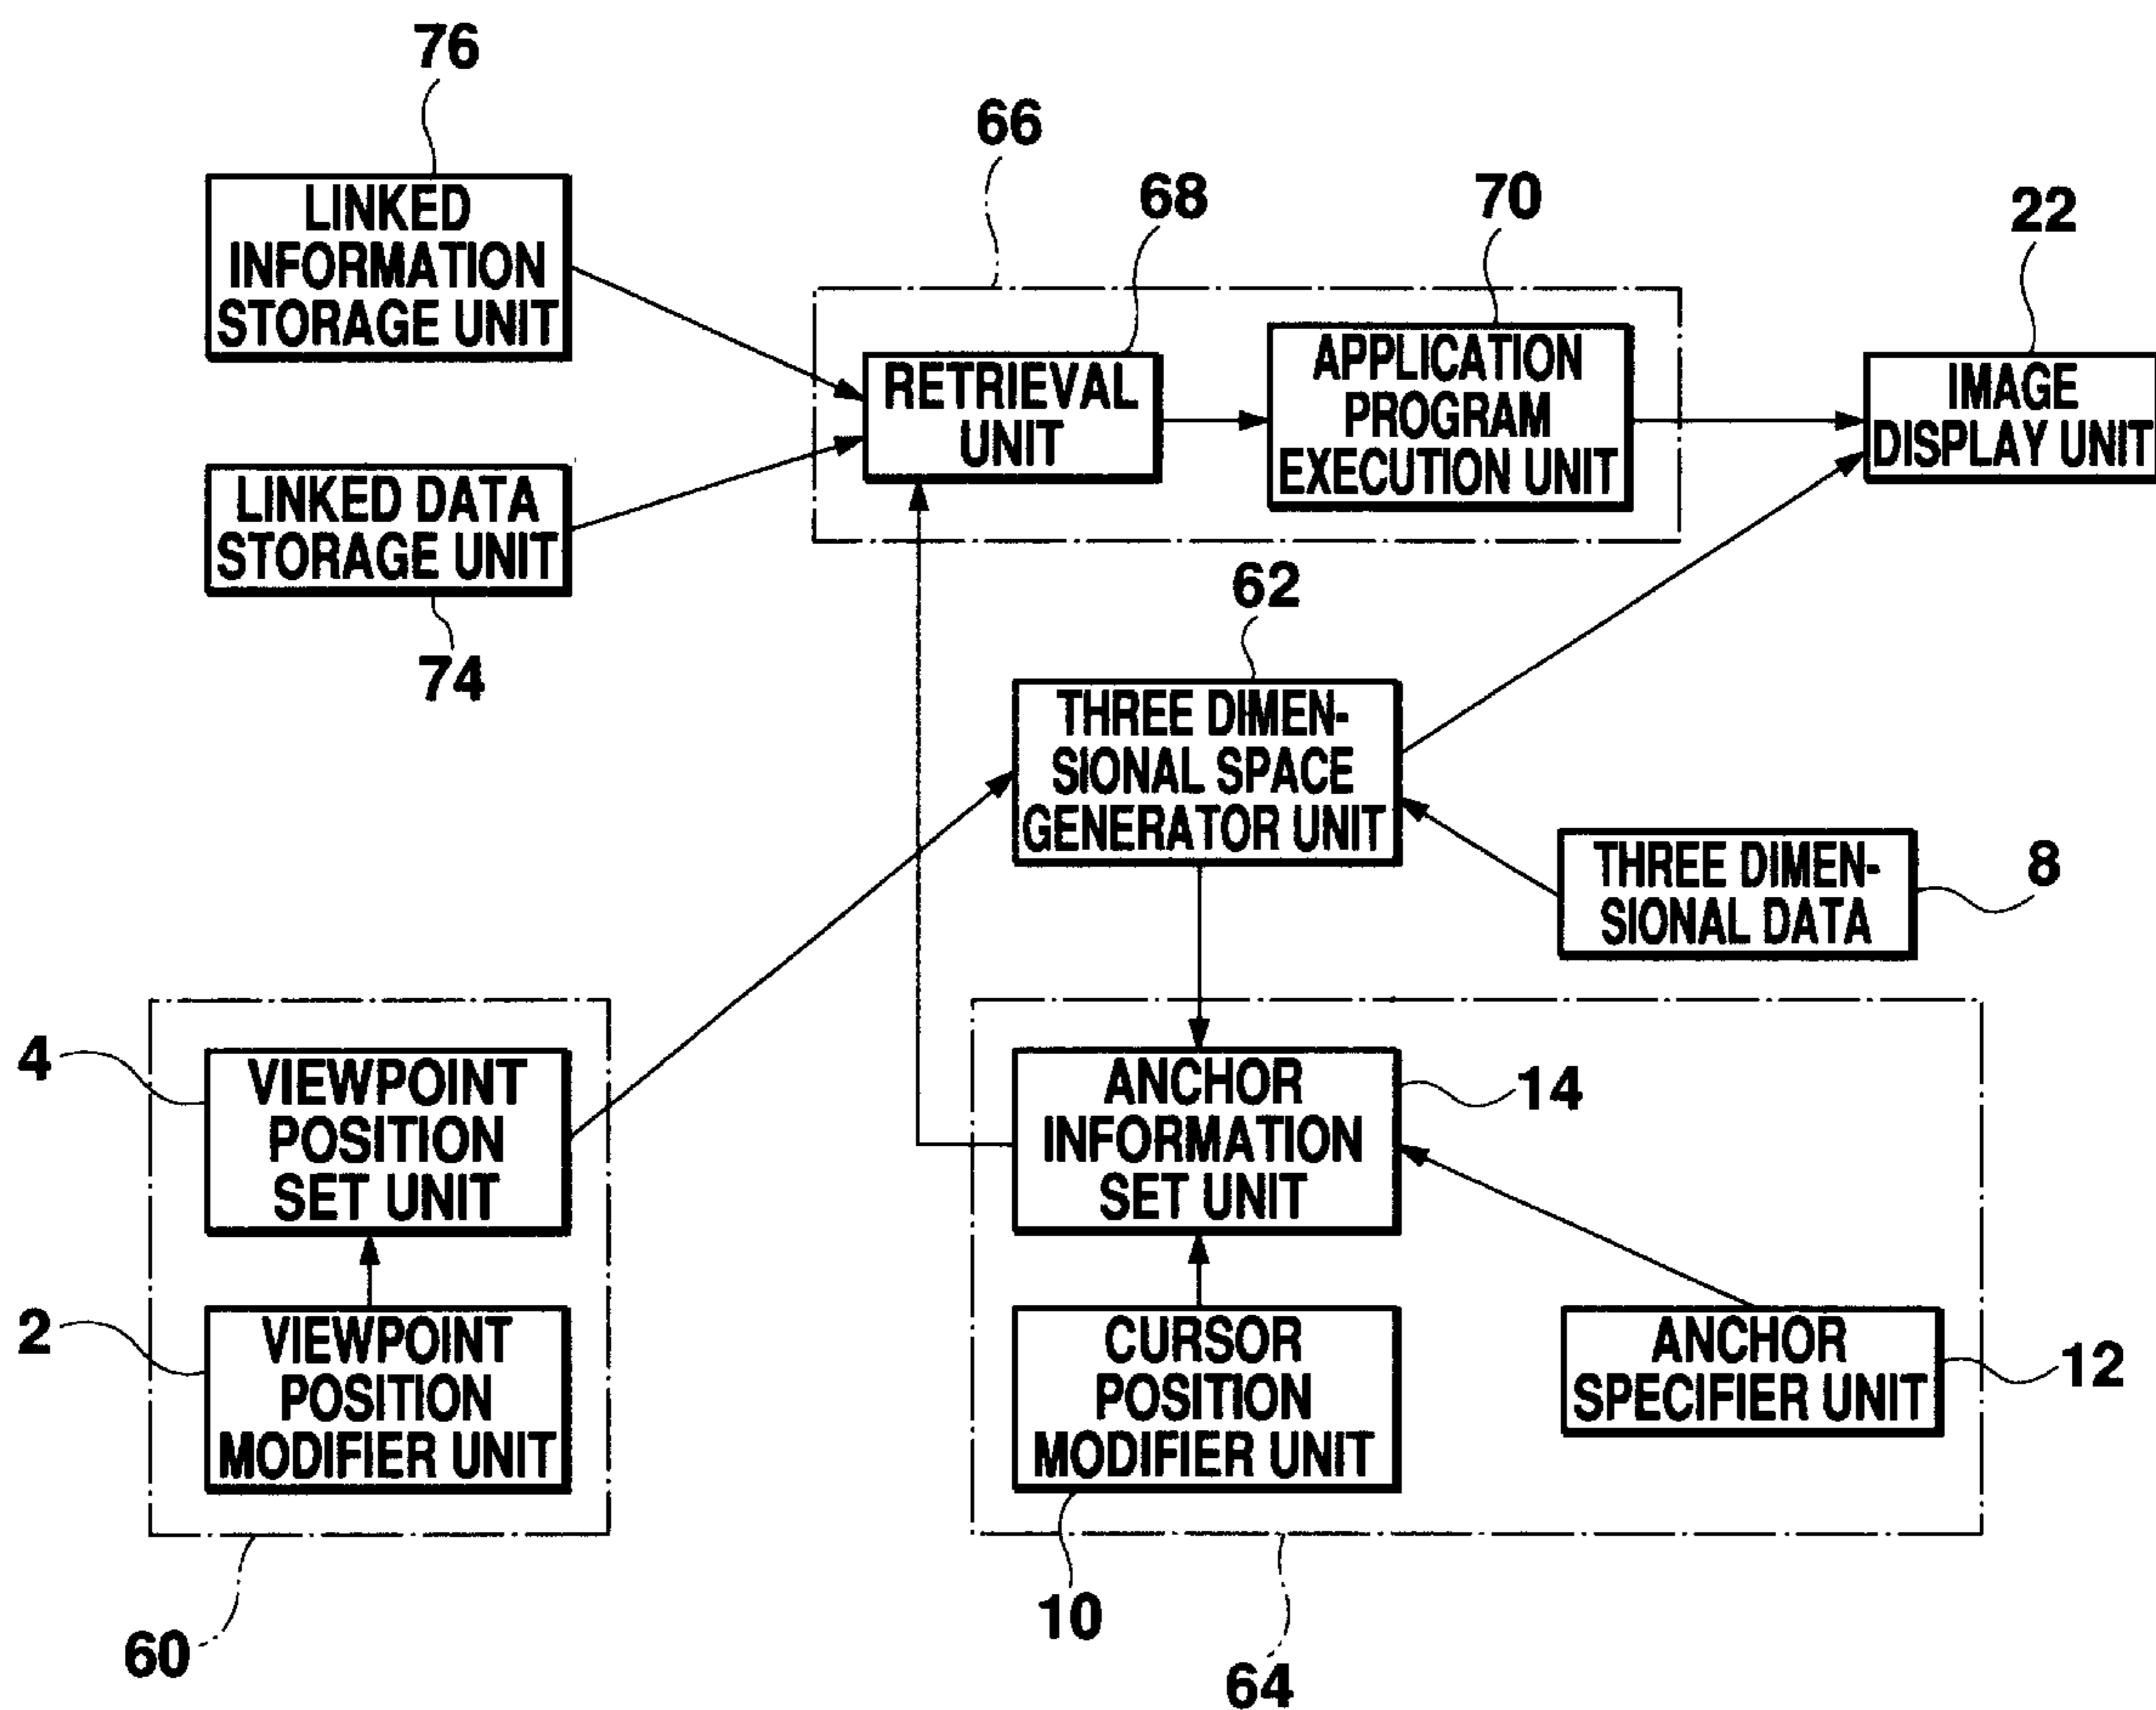 76
66
68
70
22
LINKED
INFORMATION
STORAGE UNIT
RETRIEVAL
UNIT
APPLICATION
PROGRAM
EXECUTION UNIT
IMAGE
DISPLAY UNIT
LINKED DATA
STORAGE UNIT
74
62
THREE DIMEN-
SIONAL SPACE
GENERATOR UNIT
THREE DIMEN-
SIONAL DATA
8
4
VIEWPOINT
POSITION
SET UNIT
ANCHOR
INFORMATION
SET UNIT
14
2
VIEWPOINT
POSITION
MODIFIER UNIT
CURSOR
POSITION
MODIFIER UNIT
ANCHOR
SPECIFIER UNIT
12
10
60
64